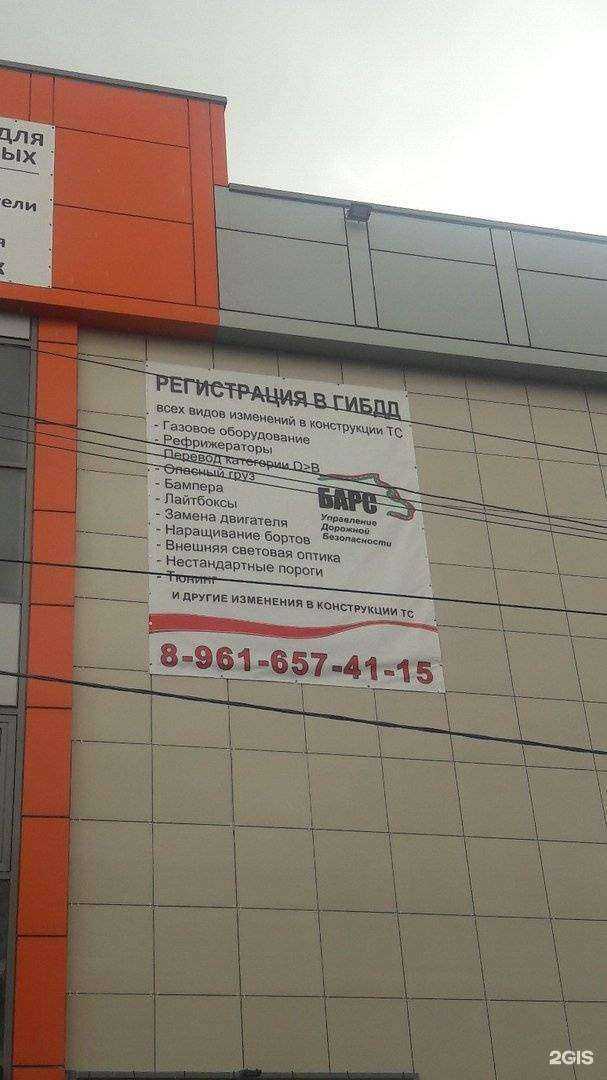 ДЛЯ
ЫХ
ели
я
х
РЕГИСТРАЦИЯ В ГИБДД
всех видов изменений в конструкции ТС
- Газовое оборудование
- Рефрижераторы
- Перевод категории D>B
- Опасный груз
- Бампера
- Лайтбоксы
- Замена двигателя
- Наращивание бортов
- Внешняя световая оптика
- Нестандартные пороги
- Тюнинг
БАРС
Управление
Дорожной
Безопасности
И ДРУГИЕ ИЗМЕНЕНИЯ В КОНСТРУКЦИИ ТС
8-961-657-41-15
2GIS